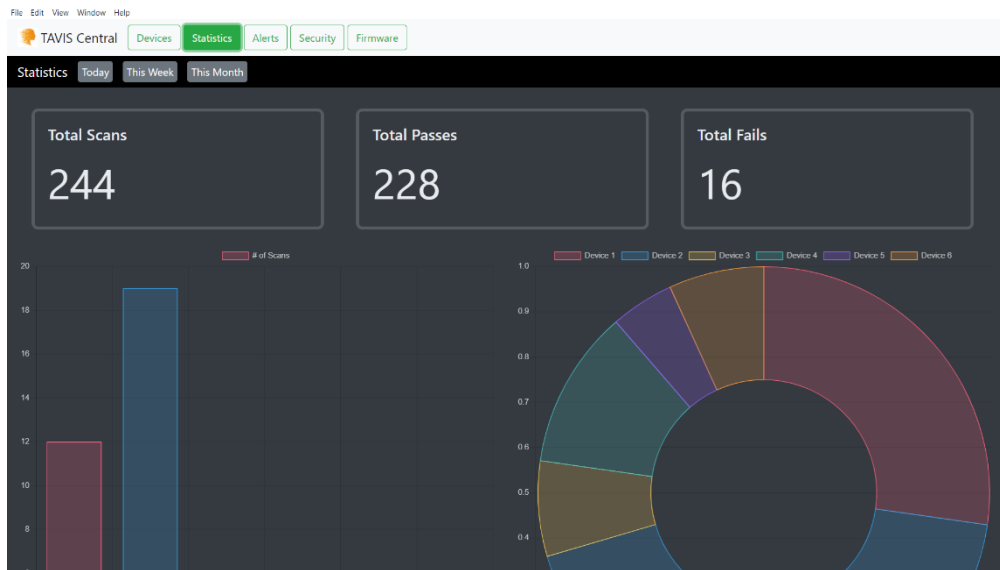 File Edit View Window Help
TAVIS Central Devices Statistics Alerts Security Firmware
Statistics Today This Week This Month
Total Scans
244
Total Passes
228
Total Fails
16
# of Scans
20
18
16
14
12
10
8
Device 1 Device 2 Device 3 Device 4 Device 5 Device 6
1.0
0.9
0.8
0.7
0.6
0.5
0.4